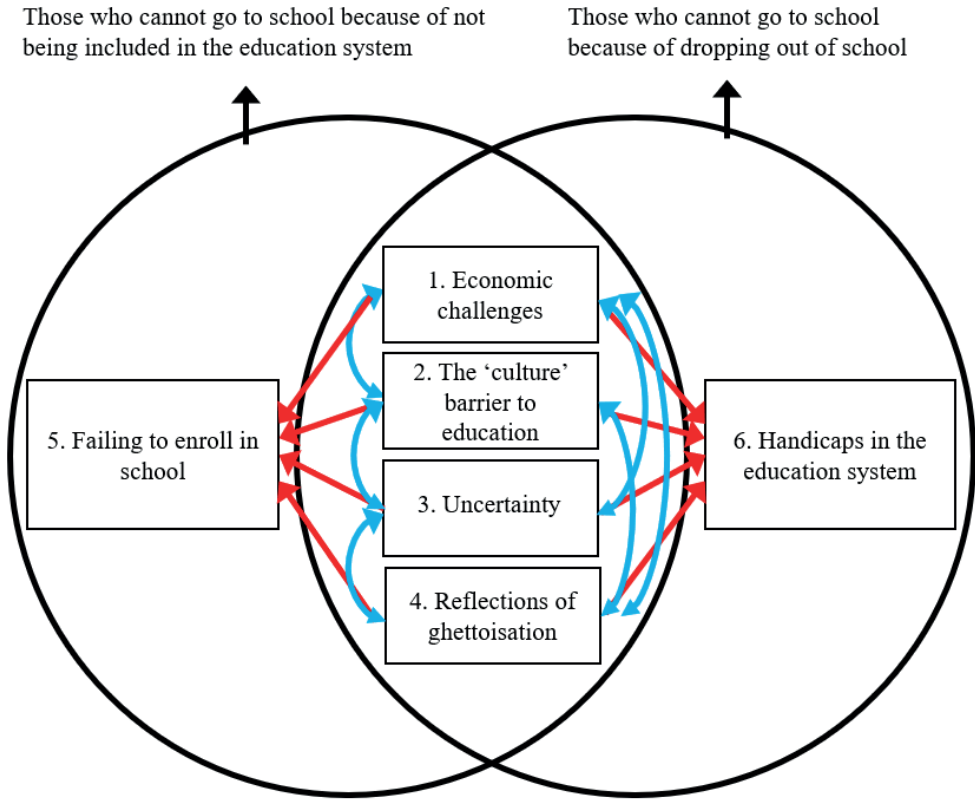 Those who cannot go to school because of not
being included in the education system
Those who cannot go to school
because of dropping out of school
1. Economic
challenges
2. The ‘culture’
barrier to
education
3. Uncertainty
4. Reflections of
ghettoisation
5. Failing to enroll in
school
6. Handicaps in the
education system